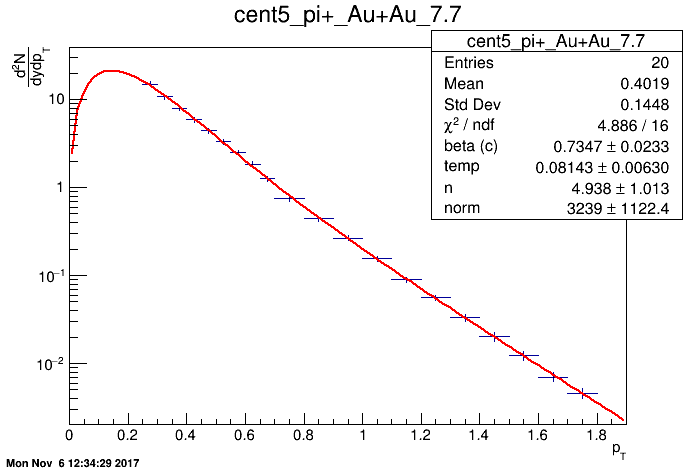 cent5_pi+_Au+Au_7.7
cent5_pi+_Au+Au_7.7
Entries 20
Mean 0.4019
Std Dev 0.1448
χ² / ndf 4.886 / 16
beta (c) 0.7347 ± 0.0233
temp 0.08143 ± 0.00630
n 4.938 ± 1.013
norm 3239 ± 1122.4
d²N
dydp_T
10
1
10⁻¹
10⁻²
0 0.2 0.4 0.6 0.8 1 1.2 1.4 1.6 1.8
p_T
Mon Nov 6 12:34:29 2017